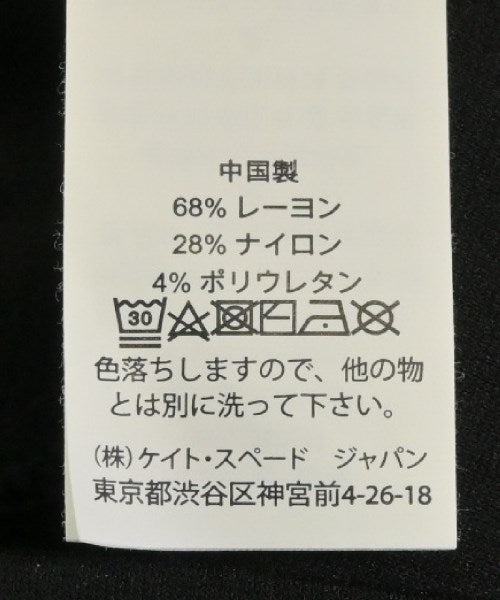 中国製
68% レーヨン
28% ナイロン
4% ポリウレタン
30
色落ちしますので、他の物
とは別に洗って下さい。
(株)ケイト・スペード ジャパン
東京都渋谷区神宮前4-26-18